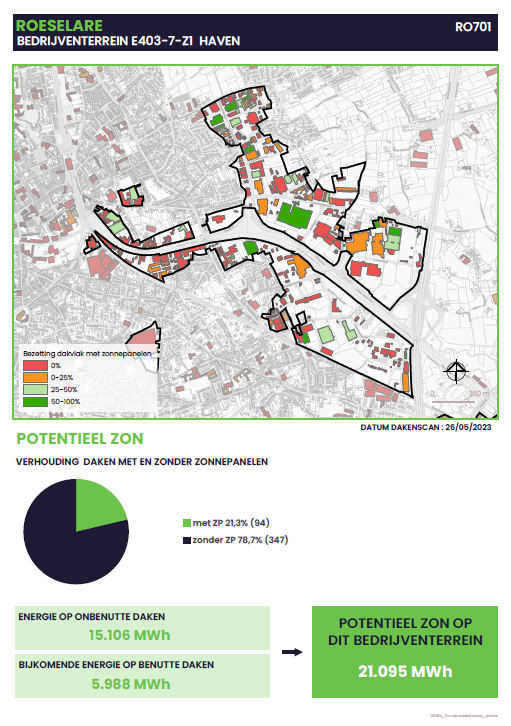 ROESELARE
RO701
BEDRIJVENTERREIN E403-7-Z1 HAVEN
Bezetting dakvlak met zonnepanelen
0%
0-25%
25-50%
50-100%
0 360 m
DATUM DAKENSCAN : 26/05/2023
POTENTIEEL ZON
VERHOUDING DAKEN MET EN ZONDER ZONNEPANELEN
met ZP 21,3% (94)
zonder ZP 78,7% (347)
ENERGIE OP ONBENUTTE DAKEN
15.106 MWh
BIJKOMENDE ENERGIE OP BENUTTE DAKEN
5.988 MWh
POTENTIEEL ZON OP
DIT BEDRIJVENTERREIN
21.095 MWh